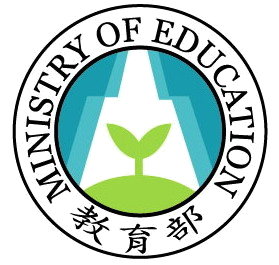 MINISTRY OF EDUCATION
教育部